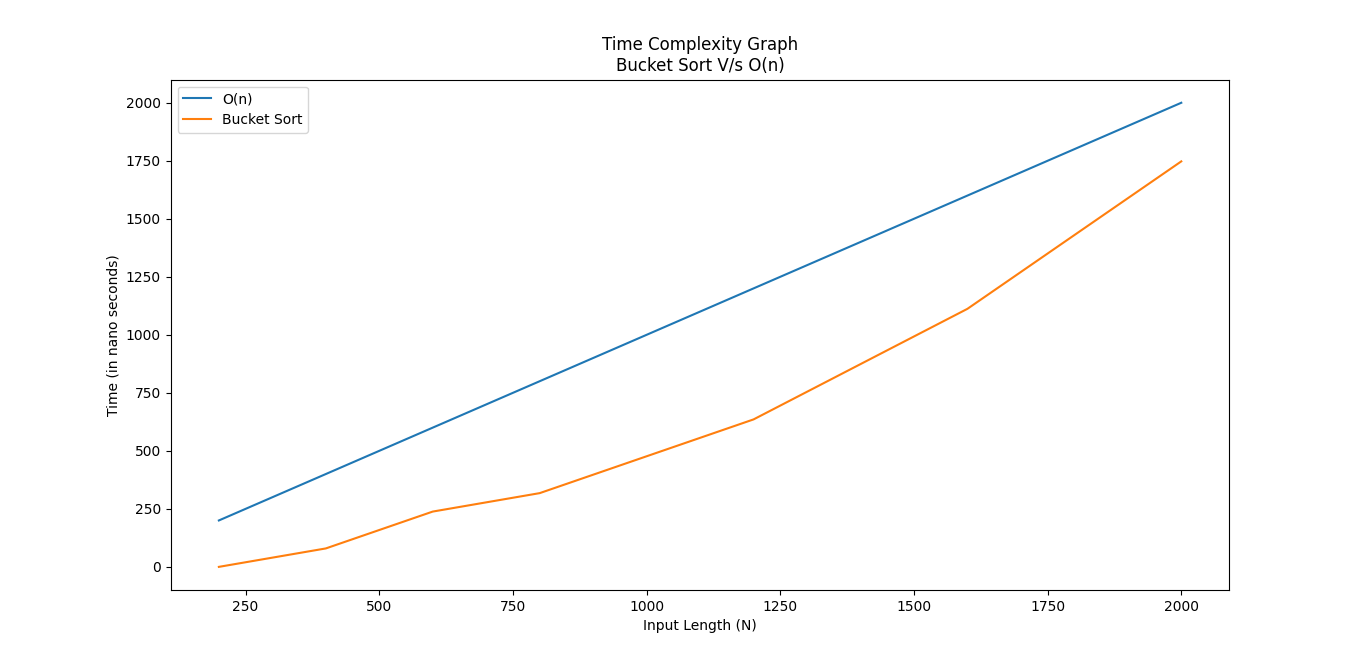 Time Complexity Graph
Bucket Sort V/s O(n)
O(n)
Bucket Sort
2000
1750
1500
1250
1000
750
500
250
0
Time (in nano seconds)
250 500 750 1000 1250 1500 1750 2000
Input Length (N)